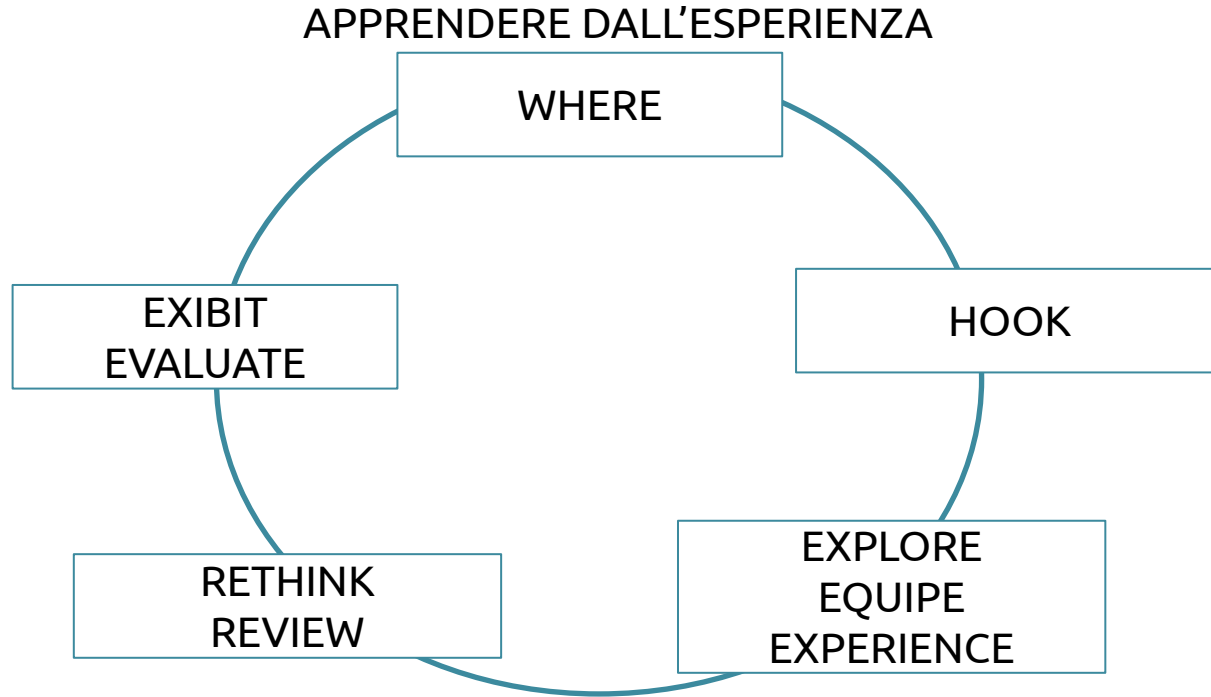 APPRENDERE DALL’ESPERIENZA
WHERE
HOOK
EXPLORE
EQUIPE
EXPERIENCE
RETHINK
REVIEW
EXIBIT
EVALUATE